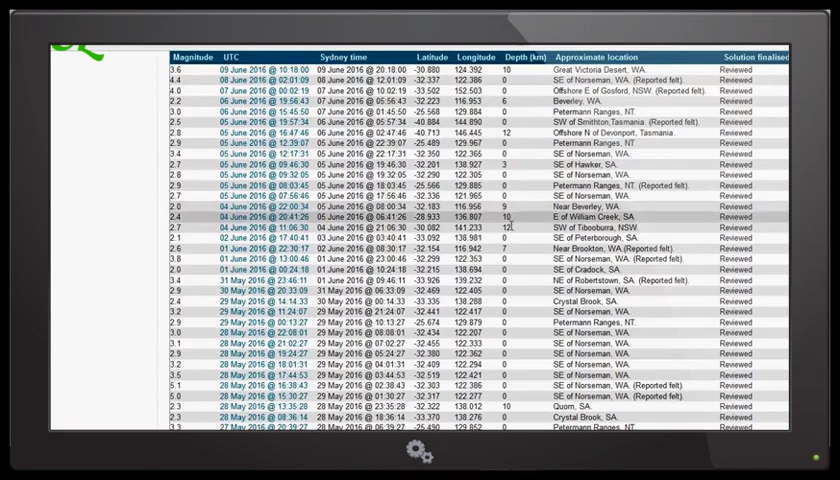 Magnitude UTC Sydney time Latitude Longitude Depth (km) Approximate location Solution finalised
3.6 09 June 2016 @ 10:18:00 09 June 2016 @ 20:18:00 -30.880 124.392 10 Great Victoria Desert, WA. Reviewed
4.4 08 June 2016 @ 02:01:09 08 June 2016 @ 12:01:09 -32.337 122.386 0 SE of Norseman, WA. (Reported felt). Reviewed
4.0 07 June 2016 @ 00:02:19 07 June 2016 @ 10:02:19 -33.502 152.503 0 Offshore E of Gosford, NSW. (Reported felt). Reviewed
2.2 06 June 2016 @ 19:56:43 07 June 2016 @ 05:56:43 -32.223 116.953 6 Beverley, WA. Reviewed
3.0 06 June 2016 @ 15:45:50 07 June 2016 @ 01:45:50 -25.568 129.884 0 Petermann Ranges, NT. Reviewed
2.5 05 June 2016 @ 19:57:34 06 June 2016 @ 05:57:34 -40.884 144.890 0 SW of Smithton,Tasmania. (Reported felt). Reviewed
2.8 05 June 2016 @ 16:47:46 06 June 2016 @ 02:47:46 -40.713 146.445 12 Offshore N of Devonport, Tasmania. Reviewed
2.9 05 June 2016 @ 12:39:07 05 June 2016 @ 22:39:07 -25.489 129.967 0 Petermann Ranges, NT Reviewed
3.4 05 June 2016 @ 12:17:31 05 June 2016 @ 22:17:31 -32.350 122.365 0 SE of Norseman, WA. Reviewed
2.7 05 June 2016 @ 09:46:30 05 June 2016 @ 19:46:30 -32.201 138.927 3 SE of Hawker, SA. Reviewed
2.8 05 June 2016 @ 09:32:05 05 June 2016 @ 19:32:05 -32.290 122.305 0 SE of Norseman, WA. Reviewed
2.9 05 June 2016 @ 08:03:45 05 June 2016 @ 18:03:45 -25.566 129.885 0 Petermann Ranges, NT. (Reported felt) Reviewed
2.7 05 June 2016 @ 07:56:46 05 June 2016 @ 17:56:46 -32.336 121.965 0 SE of Norseman, WA. Reviewed
2.0 04 June 2016 @ 22:00:34 05 June 2016 @ 08:00:34 -32.183 116.956 9 Near Beverley, WA. Reviewed
2.4 04 June 2016 @ 20:41:26 05 June 2016 @ 06:41:26 -28.933 136.807 10 E of William Creek, SA Reviewed
2.7 04 June 2016 @ 11:06:30 04 June 2016 @ 21:06:30 -30.082 141.233 12 SW of Tibooburra, NSW. Reviewed
2.1 02 June 2016 @ 17:40:41 03 June 2016 @ 03:40:41 -33.092 138.981 0 SE of Peterborough, SA. Reviewed
2.6 01 June 2016 @ 22:30:17 02 June 2016 @ 08:30:17 -32.154 116.942 7 Near Brookton, WA.(Reported felt) Reviewed
3.8 01 June 2016 @ 13:00:46 01 June 2016 @ 23:00:46 -32.299 122.353 0 SE of Norseman, WA. Reviewed
2.0 01 June 2016 @ 00:24:18 01 June 2016 @ 10:24:18 -32.215 138.694 0 SE of Cradock, SA. Reviewed
3.4 31 May 2016 @ 23:46:11 01 June 2016 @ 09:46:11 -33.926 139.232 0 NE of Robertstown, SA. (Reported felt). Reviewed
2.9 30 May 2016 @ 20:33:09 31 May 2016 @ 06:33:09 -32.469 122.405 0 SE of Norseman, WA. Reviewed
2.4 29 May 2016 @ 14:14:33 30 May 2016 @ 00:14:33 -33.335 138.288 0 Crystal Brook, SA. Reviewed
3.2 29 May 2016 @ 11:24:07 29 May 2016 @ 21:24:07 -32.441 122.417 0 SE of Norseman, WA. Reviewed
2.9 29 May 2016 @ 00:13:27 29 May 2016 @ 10:13:27 -25.674 129.879 0 Petermann Ranges, NT. Reviewed
3.0 28 May 2016 @ 22:08:01 29 May 2016 @ 08:08:01 -32.434 122.207 0 SE of Norseman, WA. Reviewed
3.1 28 May 2016 @ 21:02:27 29 May 2016 @ 07:02:27 -32.455 122.333 0 SE of Norseman, WA. Reviewed
2.9 28 May 2016 @ 19:24:27 29 May 2016 @ 05:24:27 -32.380 122.362 0 SE of Norseman, WA. Reviewed
3.2 28 May 2016 @ 18:01:31 29 May 2016 @ 04:01:31 -32.409 122.294 0 SE of Norseman, WA. Reviewed
3.5 28 May 2016 @ 17:44:53 29 May 2016 @ 03:44:53 -32.519 122.421 0 SE of Norseman, WA. Reviewed
5.1 28 May 2016 @ 16:38:43 29 May 2016 @ 02:38:43 -32.303 122.386 0 SE of Norseman, WA. (Reported felt). Reviewed
5.0 28 May 2016 @ 15:30:27 29 May 2016 @ 01:30:27 -32.317 122.277 0 SE of Norseman, WA. (Reported felt). Reviewed
2.3 28 May 2016 @ 13:35:28 28 May 2016 @ 23:35:28 -32.322 138.012 10 Quorn, SA. Reviewed
2.3 28 May 2016 @ 08:36:14 28 May 2016 @ 18:36:14 -33.370 138.276 0 Crystal Brook, SA. Reviewed
3.3 27 May 2016 @ 20:39:27 28 May 2016 @ 06:39:27 -25.490 129.852 0 Petermann Ranges, NT. Reviewed